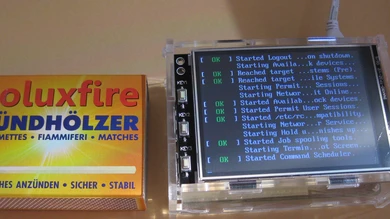 oluxfire
ÜNDHÖLZER
METTES - FIAMMIFERI - MATCHES
HES ANZÜNDEN • SICHER • STABIL
[ OK ] Started Logout ...on shutdown.
Starting Availa...k devices...
[ OK ] Reached target ...stems (Pre).
[ OK ] Reached target ...ile Systems.
Starting Permit ... Sessions...
Starting Networ...it Online...
[ OK ] Started Availab...ock devices.
[ OK ] Started Permit User Sessions.
[ OK ] Started /etc/rc...mpatibility.
Starting Networ...r Service...
Starting Hold u...nishes up...
[ OK ] Started Job spooling tools.
Starting Termin...ot Screen...
[ OK ] Started Command Scheduler